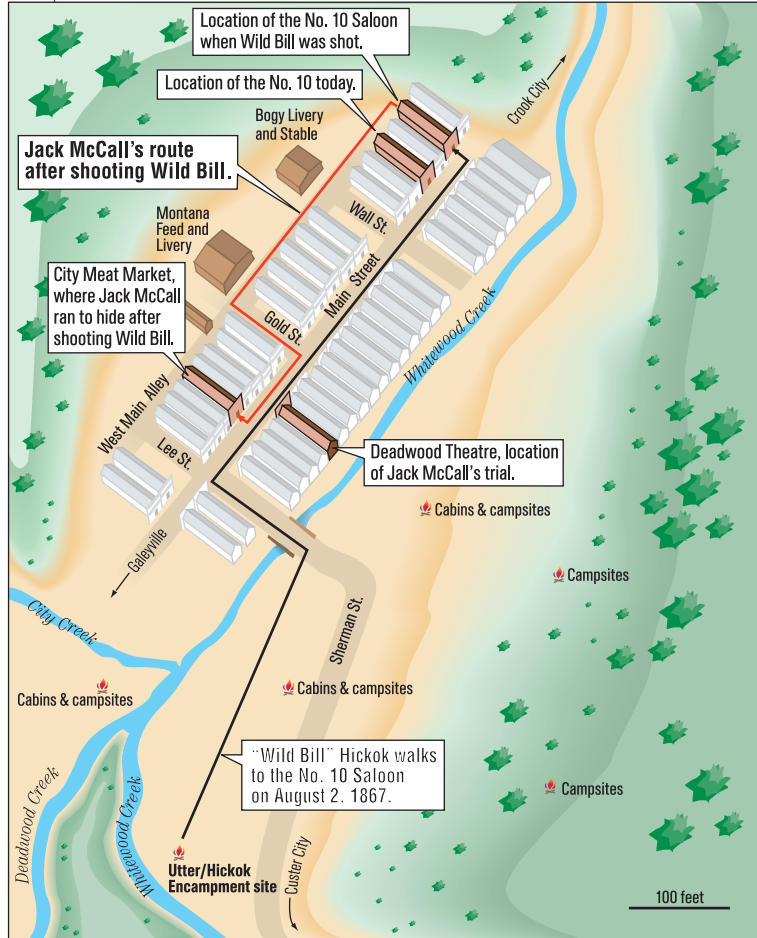 Location of the No. 10 Saloon
when Wild Bill was shot.
Location of the No. 10 today.
Crook City
Bogy Livery
and Stable
Jack McCall's route
after shooting Wild Bill.
Wall St.
Montana
Feed and
Livery
Main Street
City Meat Market,
where Jack McCall
ran to hide after
shooting Wild Bill.
Gold St.
Whitewood Creek
West Main Alley
Lee St.
Deadwood Theatre, location
of Jack McCall's trial.
Cabins & campsites
Galeyville
Campsites
City Creek
Sherman St.
Cabins & campsites
Cabins & campsites
"Wild Bill" Hickok walks
to the No. 10 Saloon
on August 2, 1867.
Campsites
Deadwood Creek
Whitewood Creek
Utter/Hickok
Encampment site
Custer City
100 feet